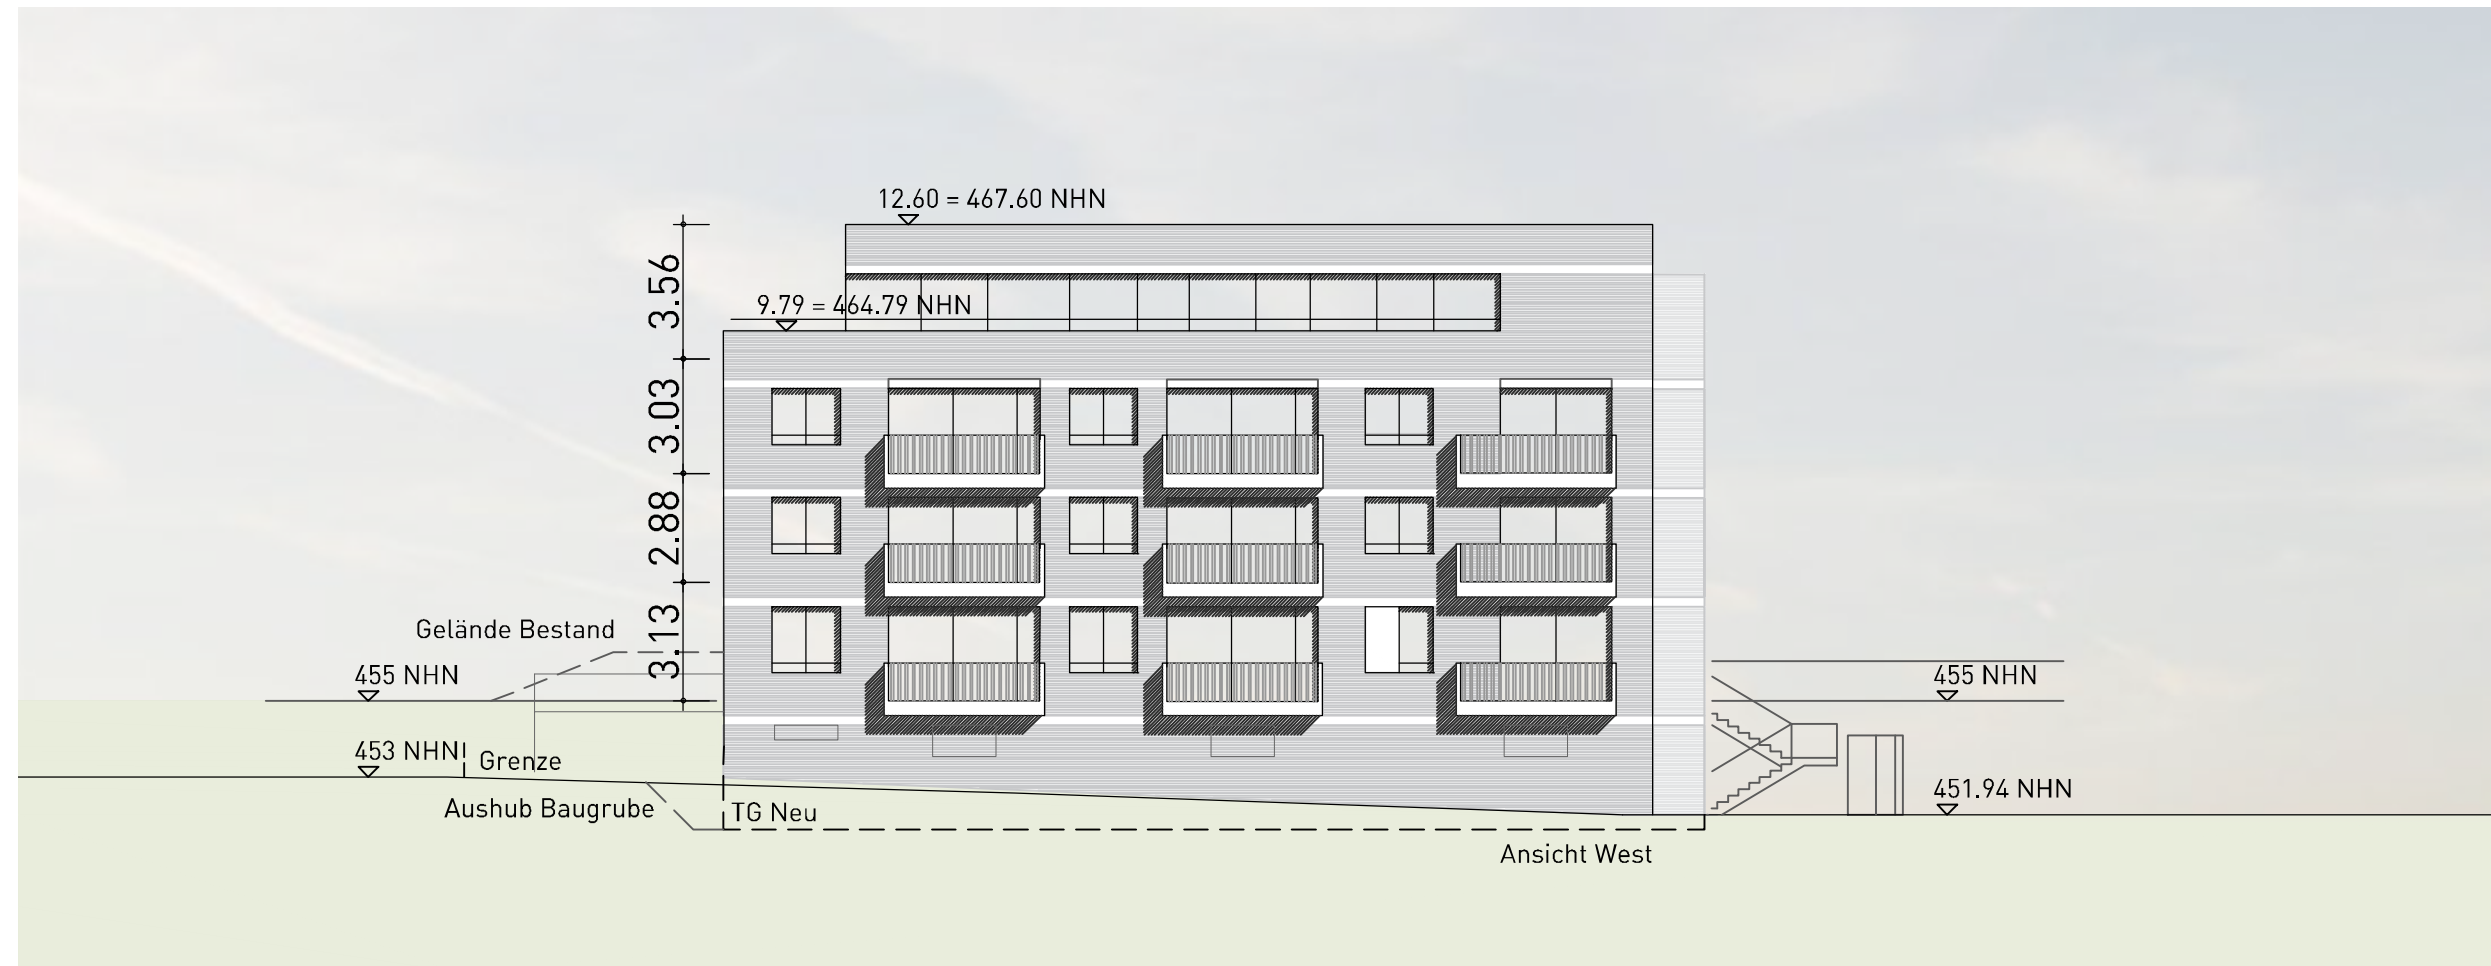 12.60 = 467.60 NHN
3.56
9.79 = 464.79 NHN
3.03
2.88
3.13
Gelände Bestand
455 NHN
455 NHN
453 NHN
Grenze
451.94 NHN
Aushub Baugrube
TG Neu
Ansicht West